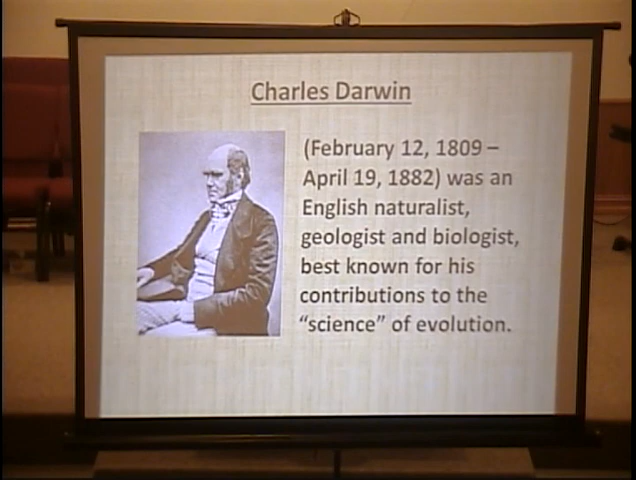 Charles Darwin
(February 12, 1809 –
April 19, 1882) was an
English naturalist,
geologist and biologist,
best known for his
contributions to the
“science” of evolution.